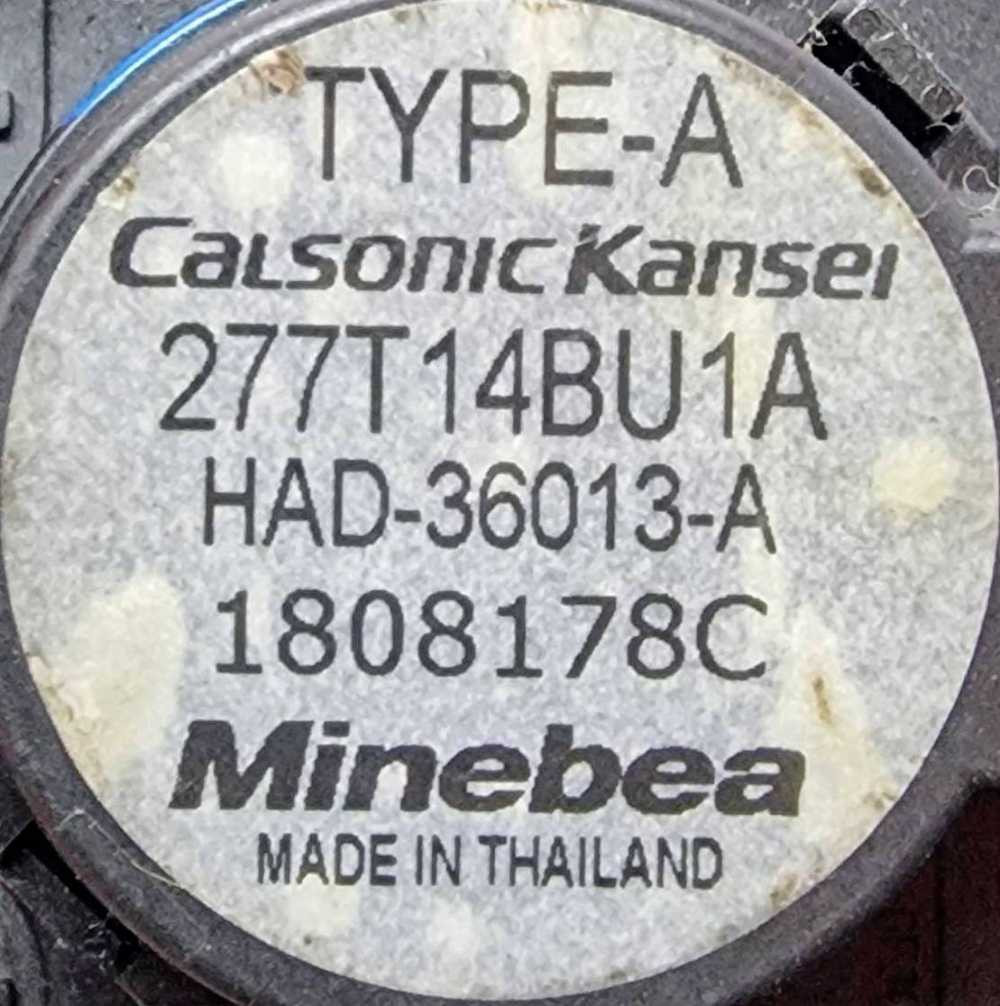 TYPE-A
CalsonicKansei
277T14BU1A
HAD-36013-A
1808178C
Minebea
MADE IN THAILAND